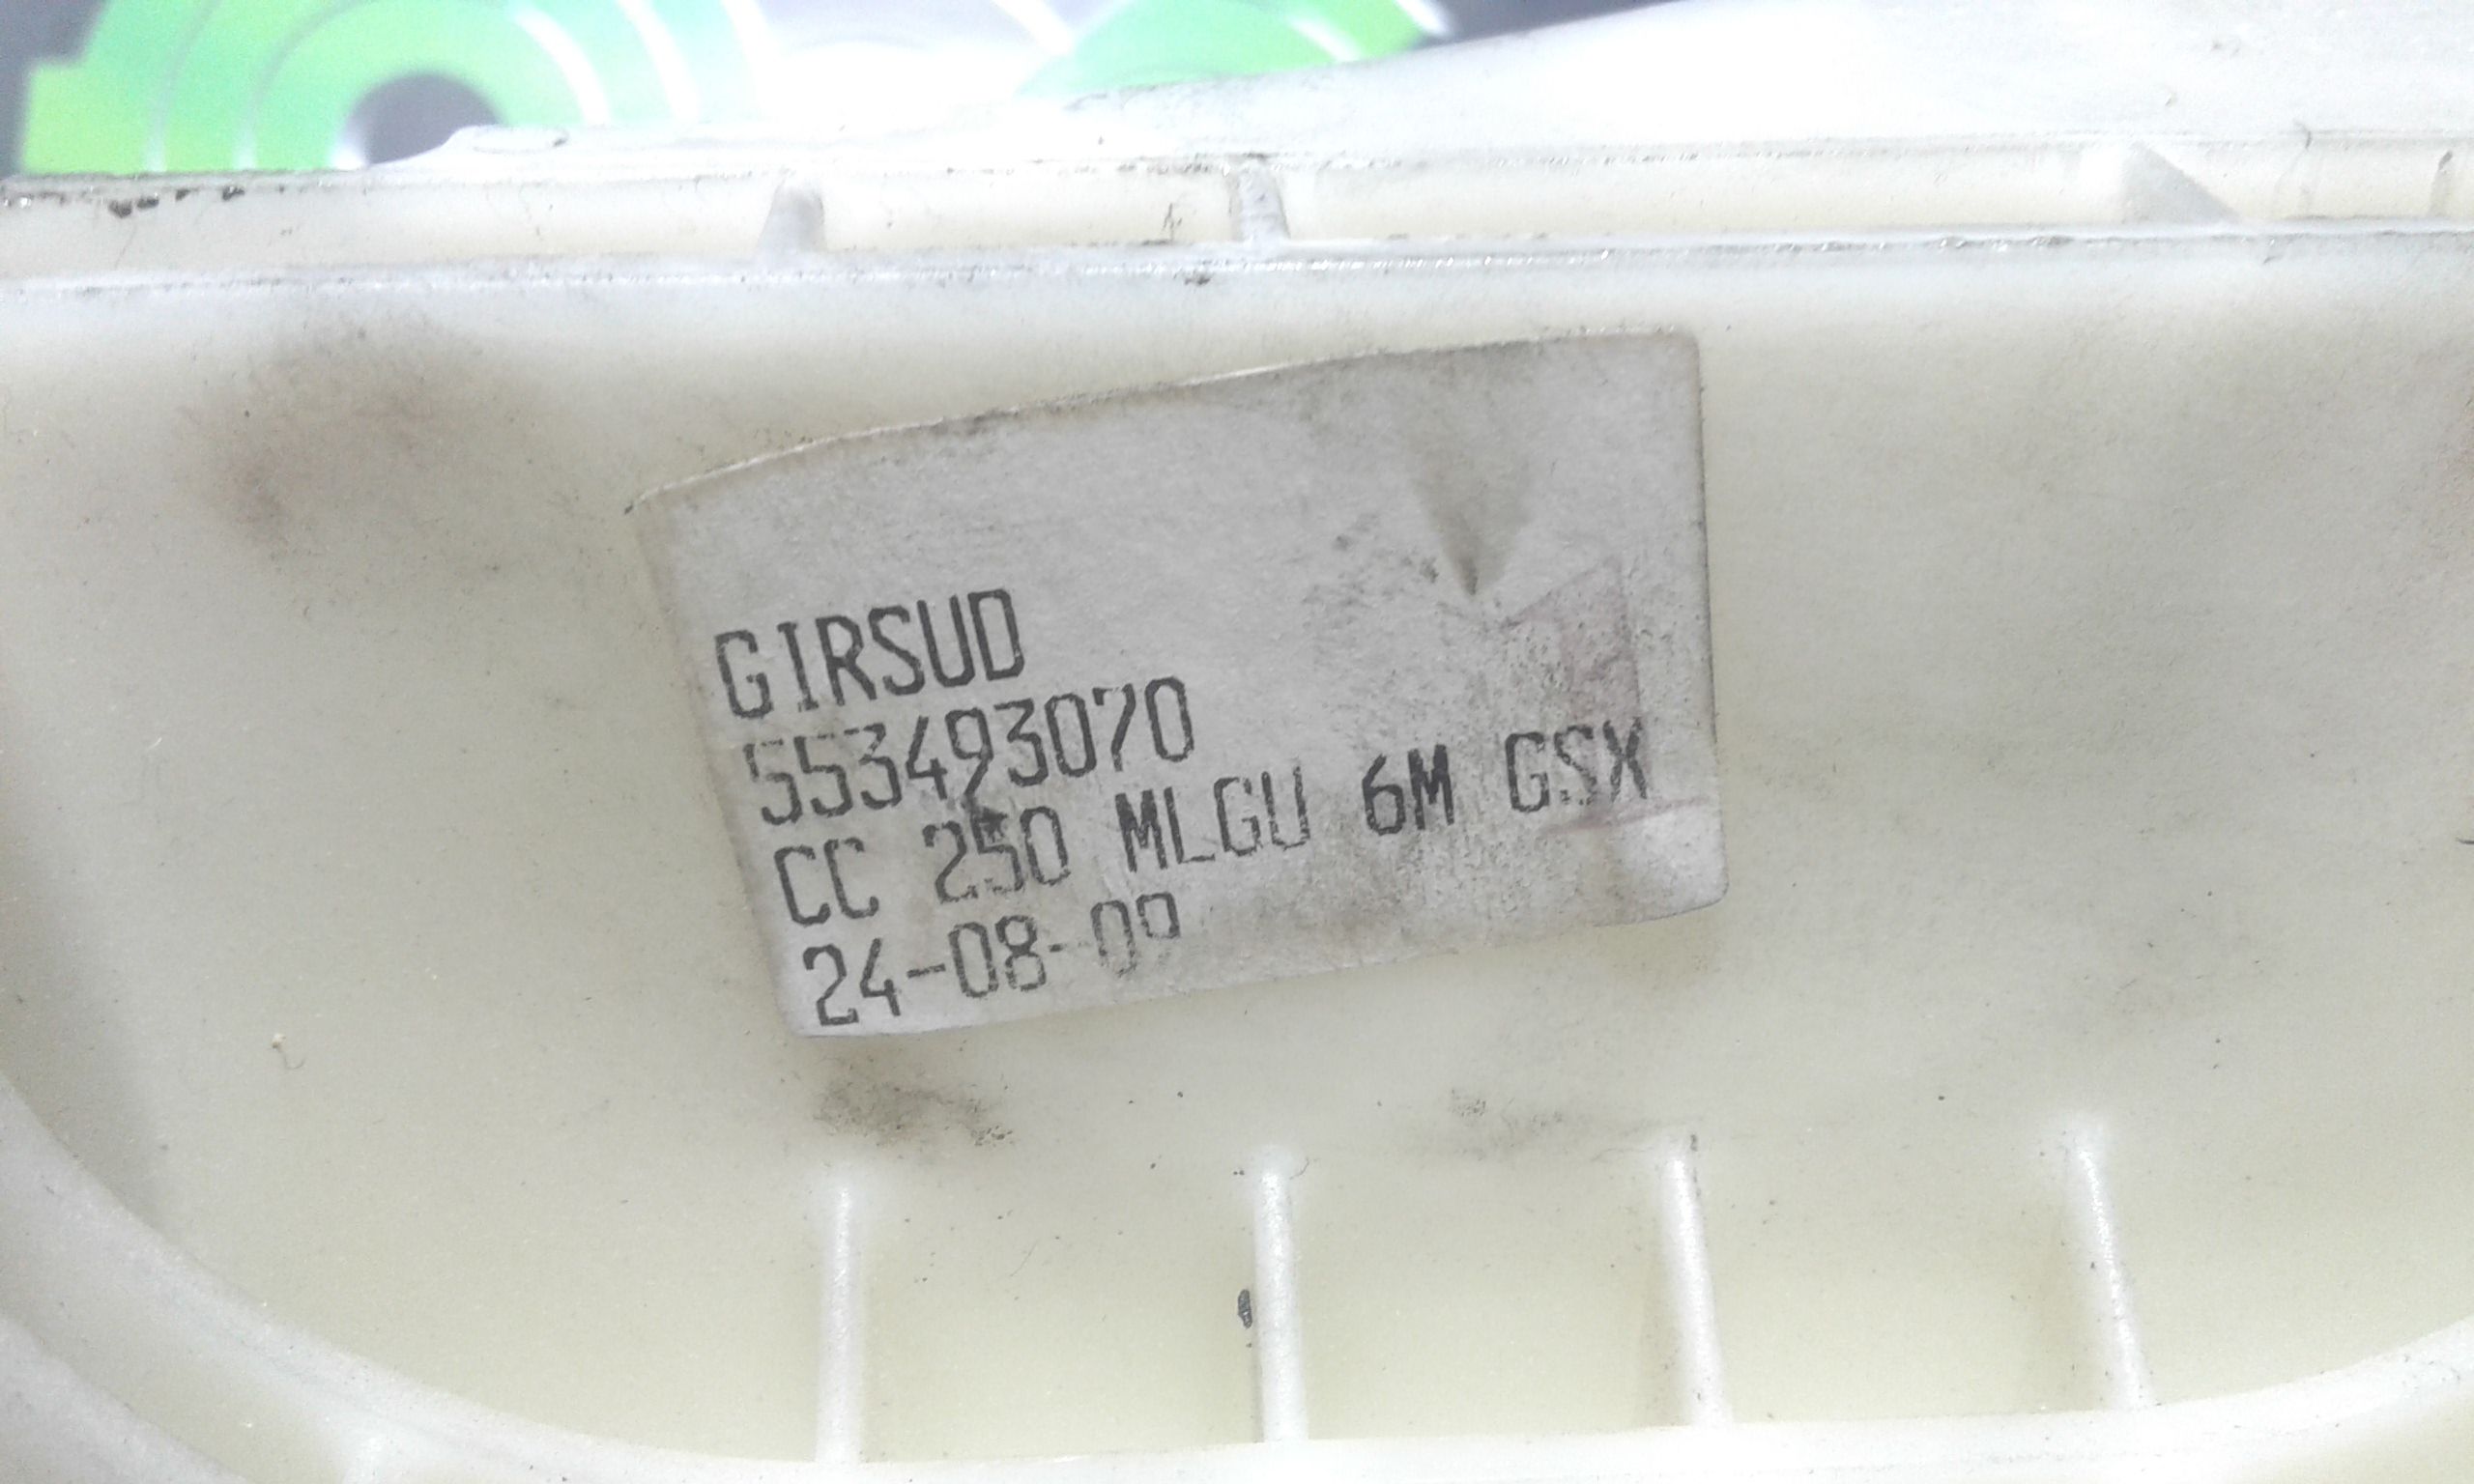 GIRSUD
553493070
CC 250 MLGU 6M GSX
24-08-09